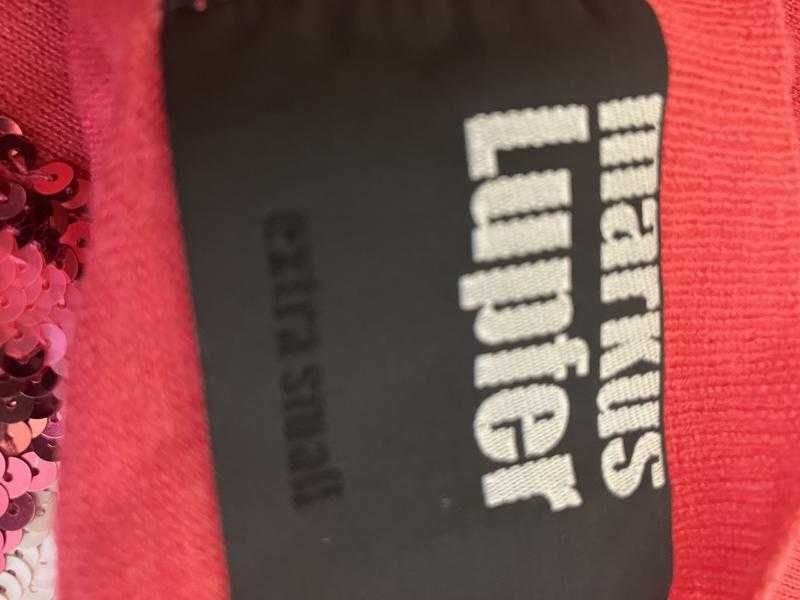 markus
Lupfer
extra small